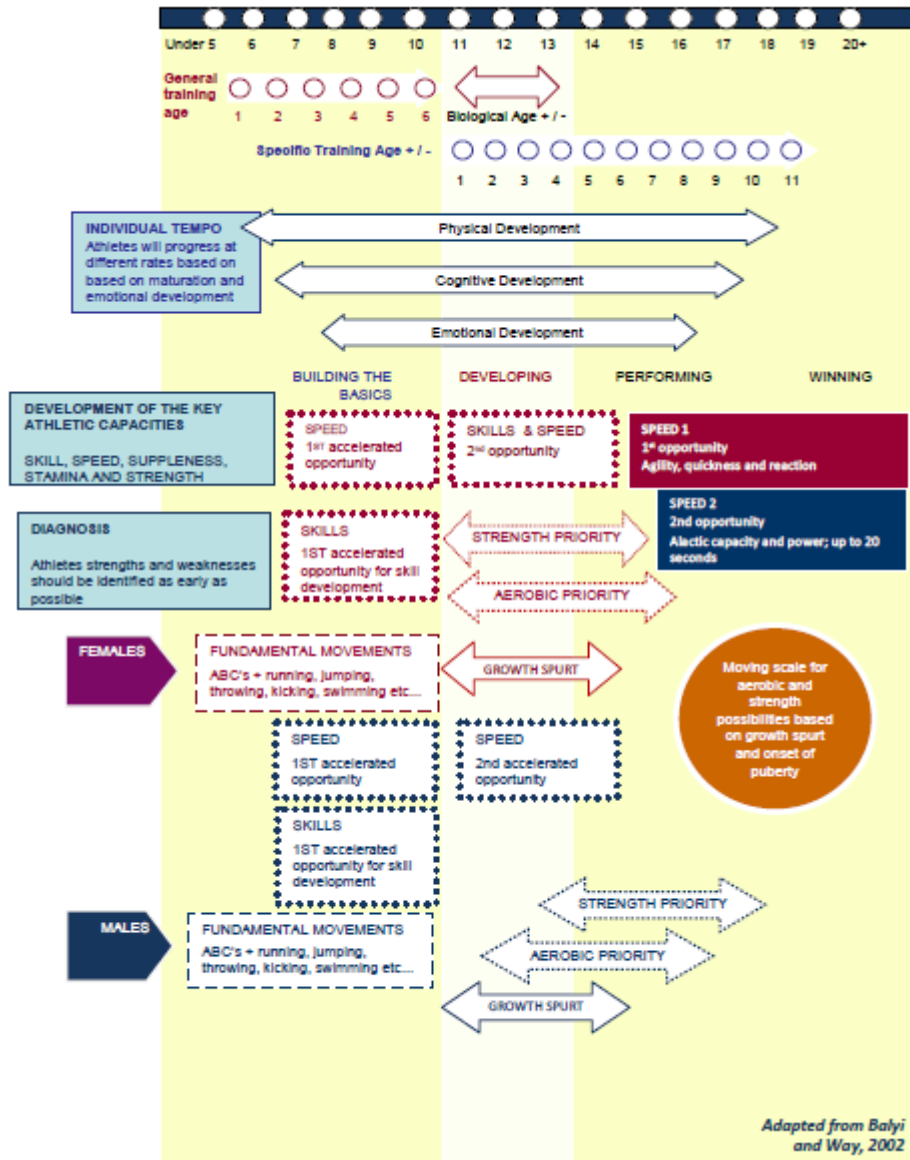 Under 5 6 7 8 9 10 11 12 13 14 15 16 17 18 19 20+
General
training
age
1 2 3 4 5 6
Biological Age + / -
Specific Training Age + / -
1 2 3 4 5 6 7 8 9 10 11
INDIVIDUAL TEMPO
Athletes will progress at
different rates based on
based on maturation and
emotional development
Physical Development
Cognitive Development
Emotional Development
BUILDING THE
BASICS
DEVELOPING
PERFORMING
WINNING
DEVELOPMENT OF THE KEY
ATHLETIC CAPACITIES
SKILL, SPEED, SUPPLENESS,
STAMINA AND STRENGTH
SPEED
1ST accelerated
opportunity
SKILLS & SPEED
2nd opportunity
SPEED 1
1st opportunity
Agility, quickness and reaction
SPEED 2
2nd opportunity
Alactic capacity and power; up to 20
seconds
DIAGNOSIS
Athletes strengths and weaknesses
should be identified as early as
possible
SKILLS
1ST accelerated
opportunity for skill
development
STRENGTH PRIORITY
AEROBIC PRIORITY
FEMALES
FUNDAMENTAL MOVEMENTS
ABC's + running, jumping,
throwing, kicking, swimming etc...
GROWTH SPURT
Moving scale for
aerobic and
strength
possibilities based
on growth spurt
and onset of
puberty
SPEED
1ST accelerated
opportunity
SPEED
2nd accelerated
opportunity
SKILLS
1ST accelerated
opportunity for skill
development
STRENGTH PRIORITY
MALES
FUNDAMENTAL MOVEMENTS
ABC's + running, jumping,
throwing, kicking, swimming etc...
AEROBIC PRIORITY
GROWTH SPURT
Adapted from Balyi
and Way, 2002